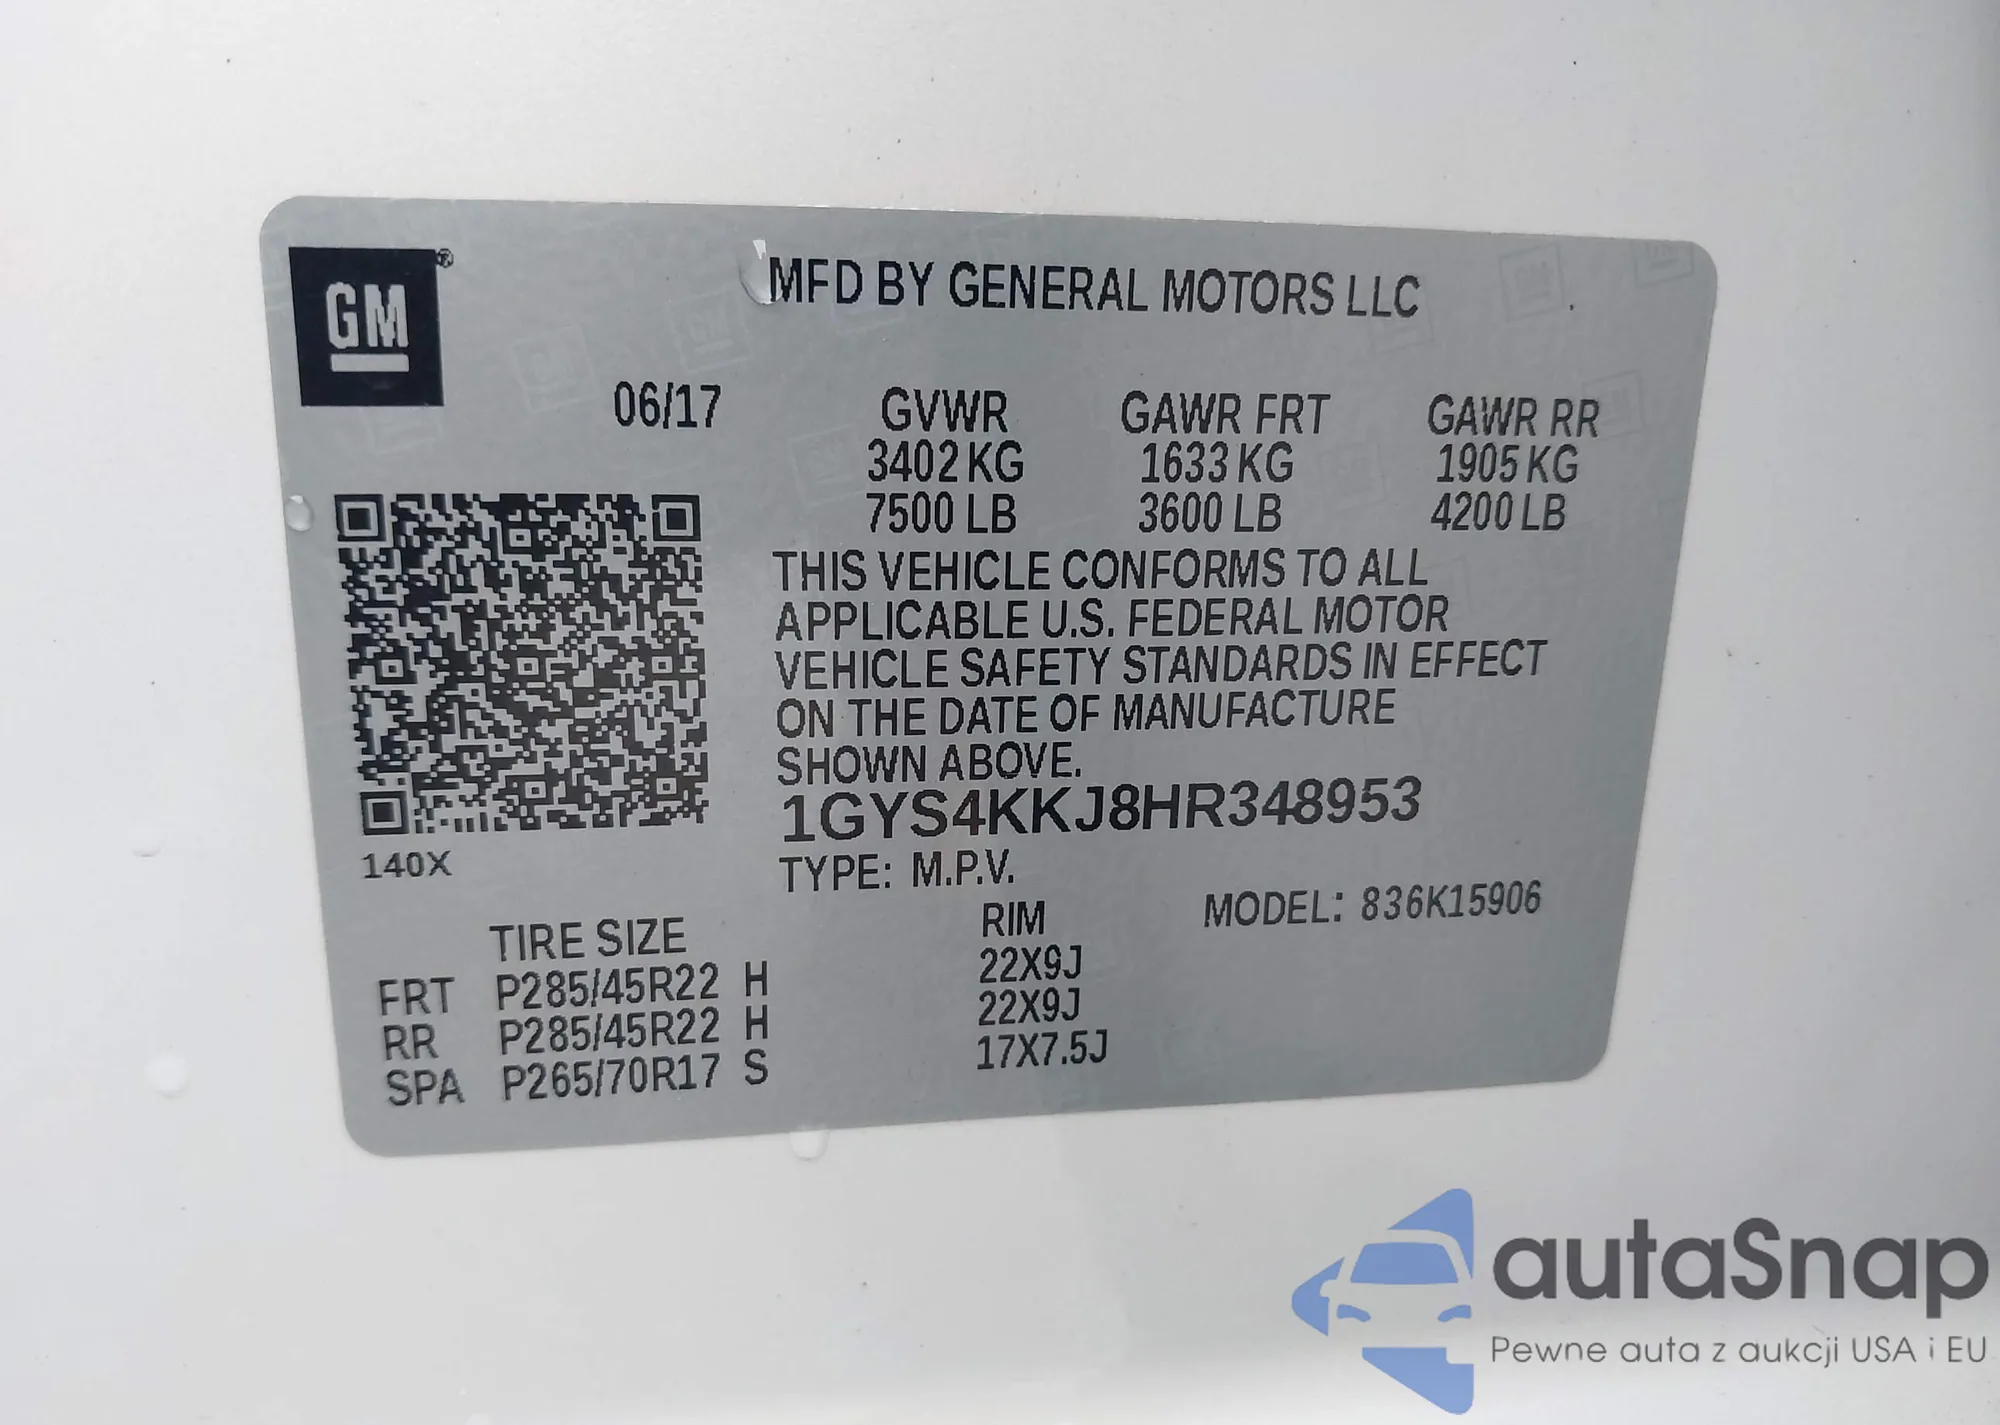 GM®
MFD BY GENERAL MOTORS LLC
06/17 GVWR GAWR FRT GAWR RR
3402 KG 1633 KG 1905 KG
7500 LB 3600 LB 4200 LB
THIS VEHICLE CONFORMS TO ALL
APPLICABLE U.S. FEDERAL MOTOR
VEHICLE SAFETY STANDARDS IN EFFECT
ON THE DATE OF MANUFACTURE
SHOWN ABOVE.
1GYS4KKJ8HR348953
140X
TYPE: M.P.V. MODEL: 836K15906
TIRE SIZE RIM
FRT P285/45R22 H 22X9J
RR P285/45R22 H 22X9J
SPA P265/70R17 S 17X7.5J
autaSnap
Pewne auta z aukcji USA i EU